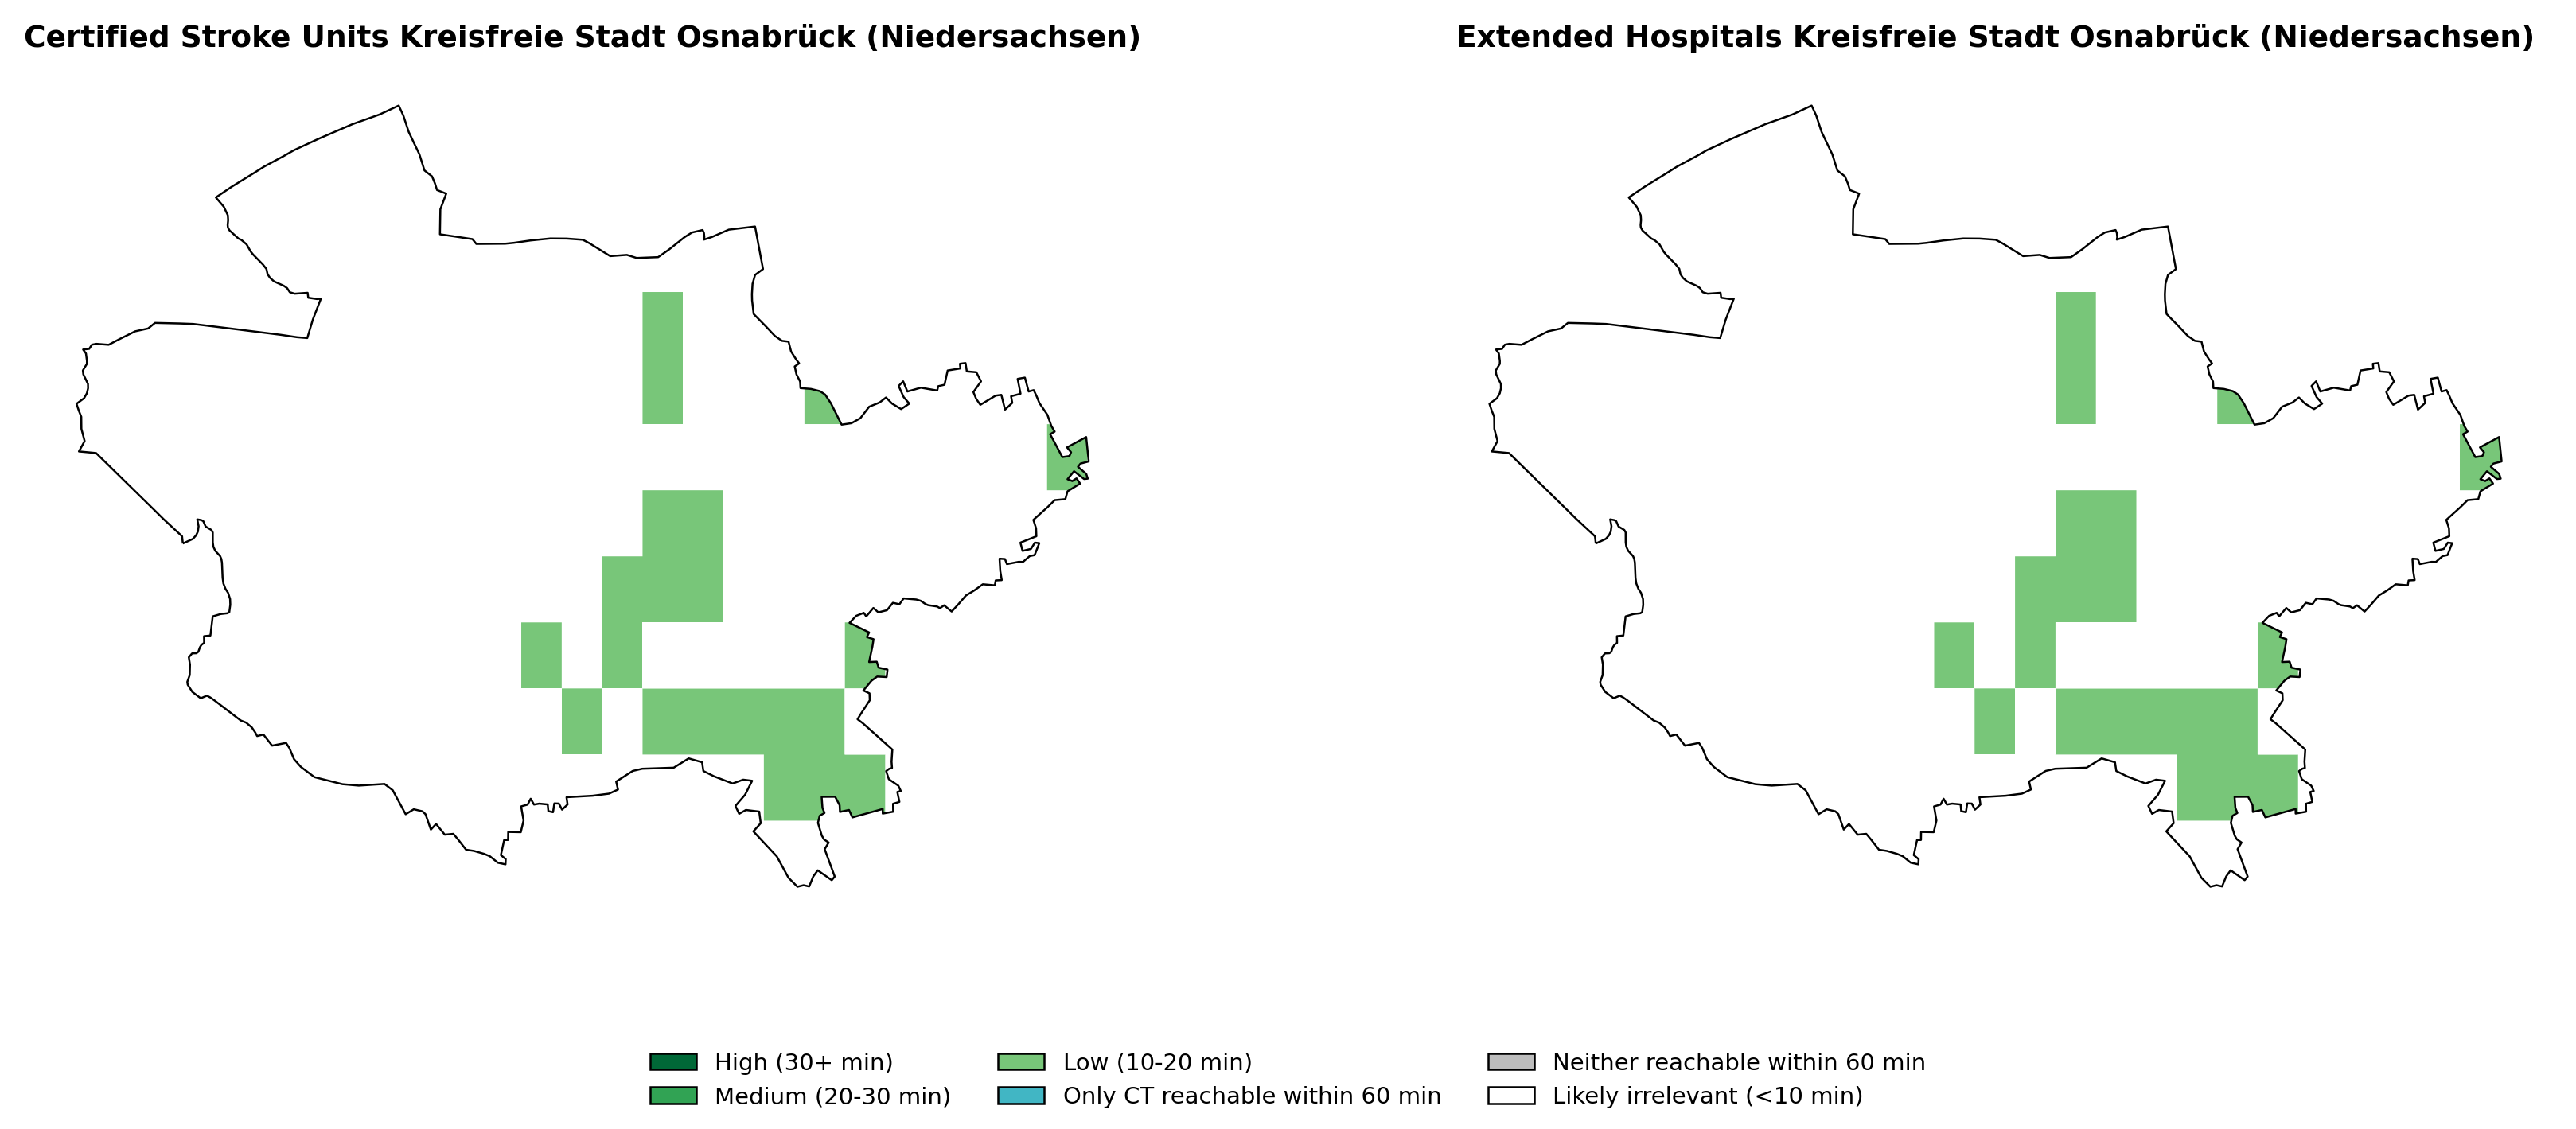 Certified Stroke Units Kreisfreie Stadt Osnabrück (Niedersachsen)
Extended Hospitals Kreisfreie Stadt Osnabrück (Niedersachsen)
High (30+ min)
Medium (20-30 min)
Low (10-20 min)
Only CT reachable within 60 min
Neither reachable within 60 min
Likely irrelevant (<10 min)